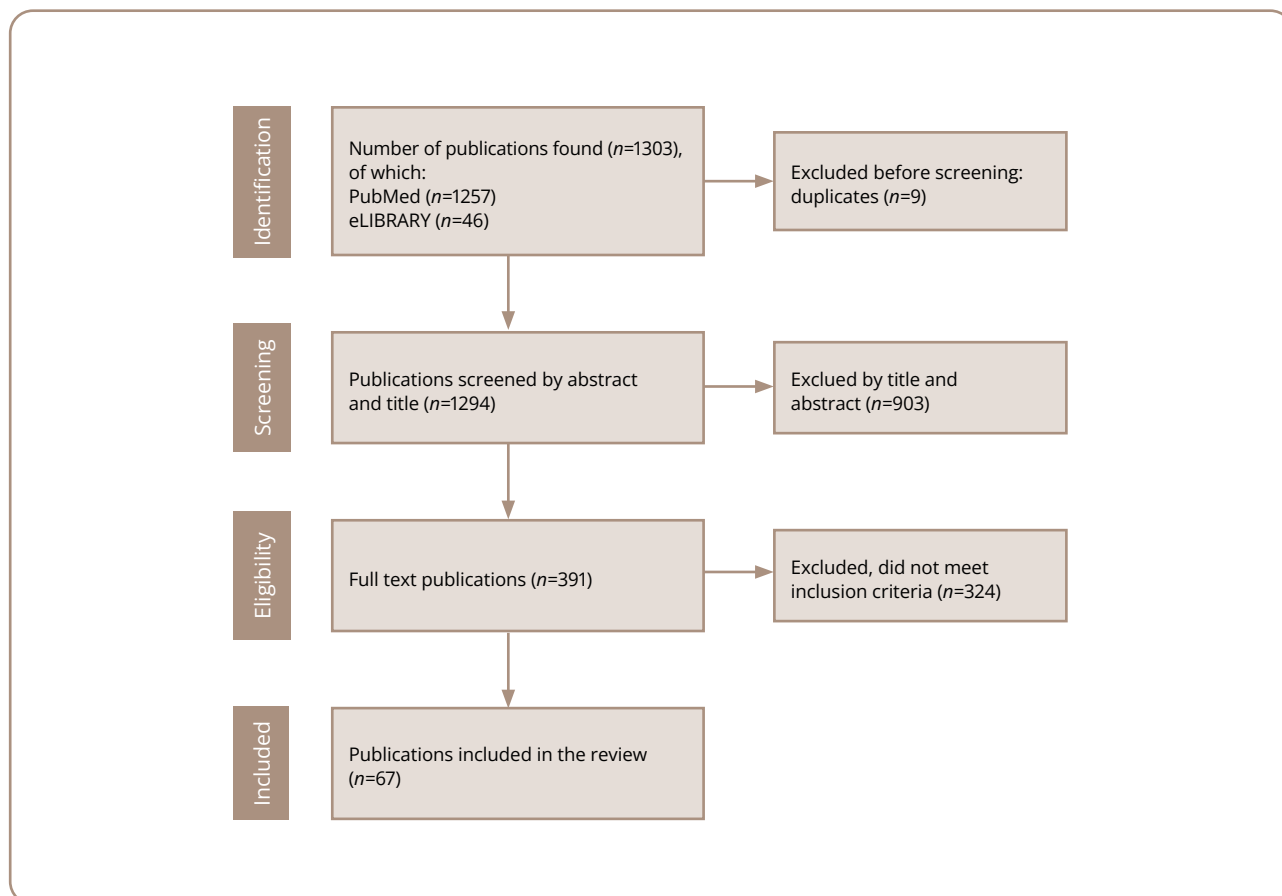 Identification
Number of publications found (n=1303),
of which:
PubMed (n=1257)
eLIBRARY (n=46)
Excluded before screening:
duplicates (n=9)
Screening
Publications screened by abstract
and title (n=1294)
Exclued by title and
abstract (n=903)
Eligibility
Full text publications (n=391)
Excluded, did not meet
inclusion criteria (n=324)
Included
Publications included in the review
(n=67)